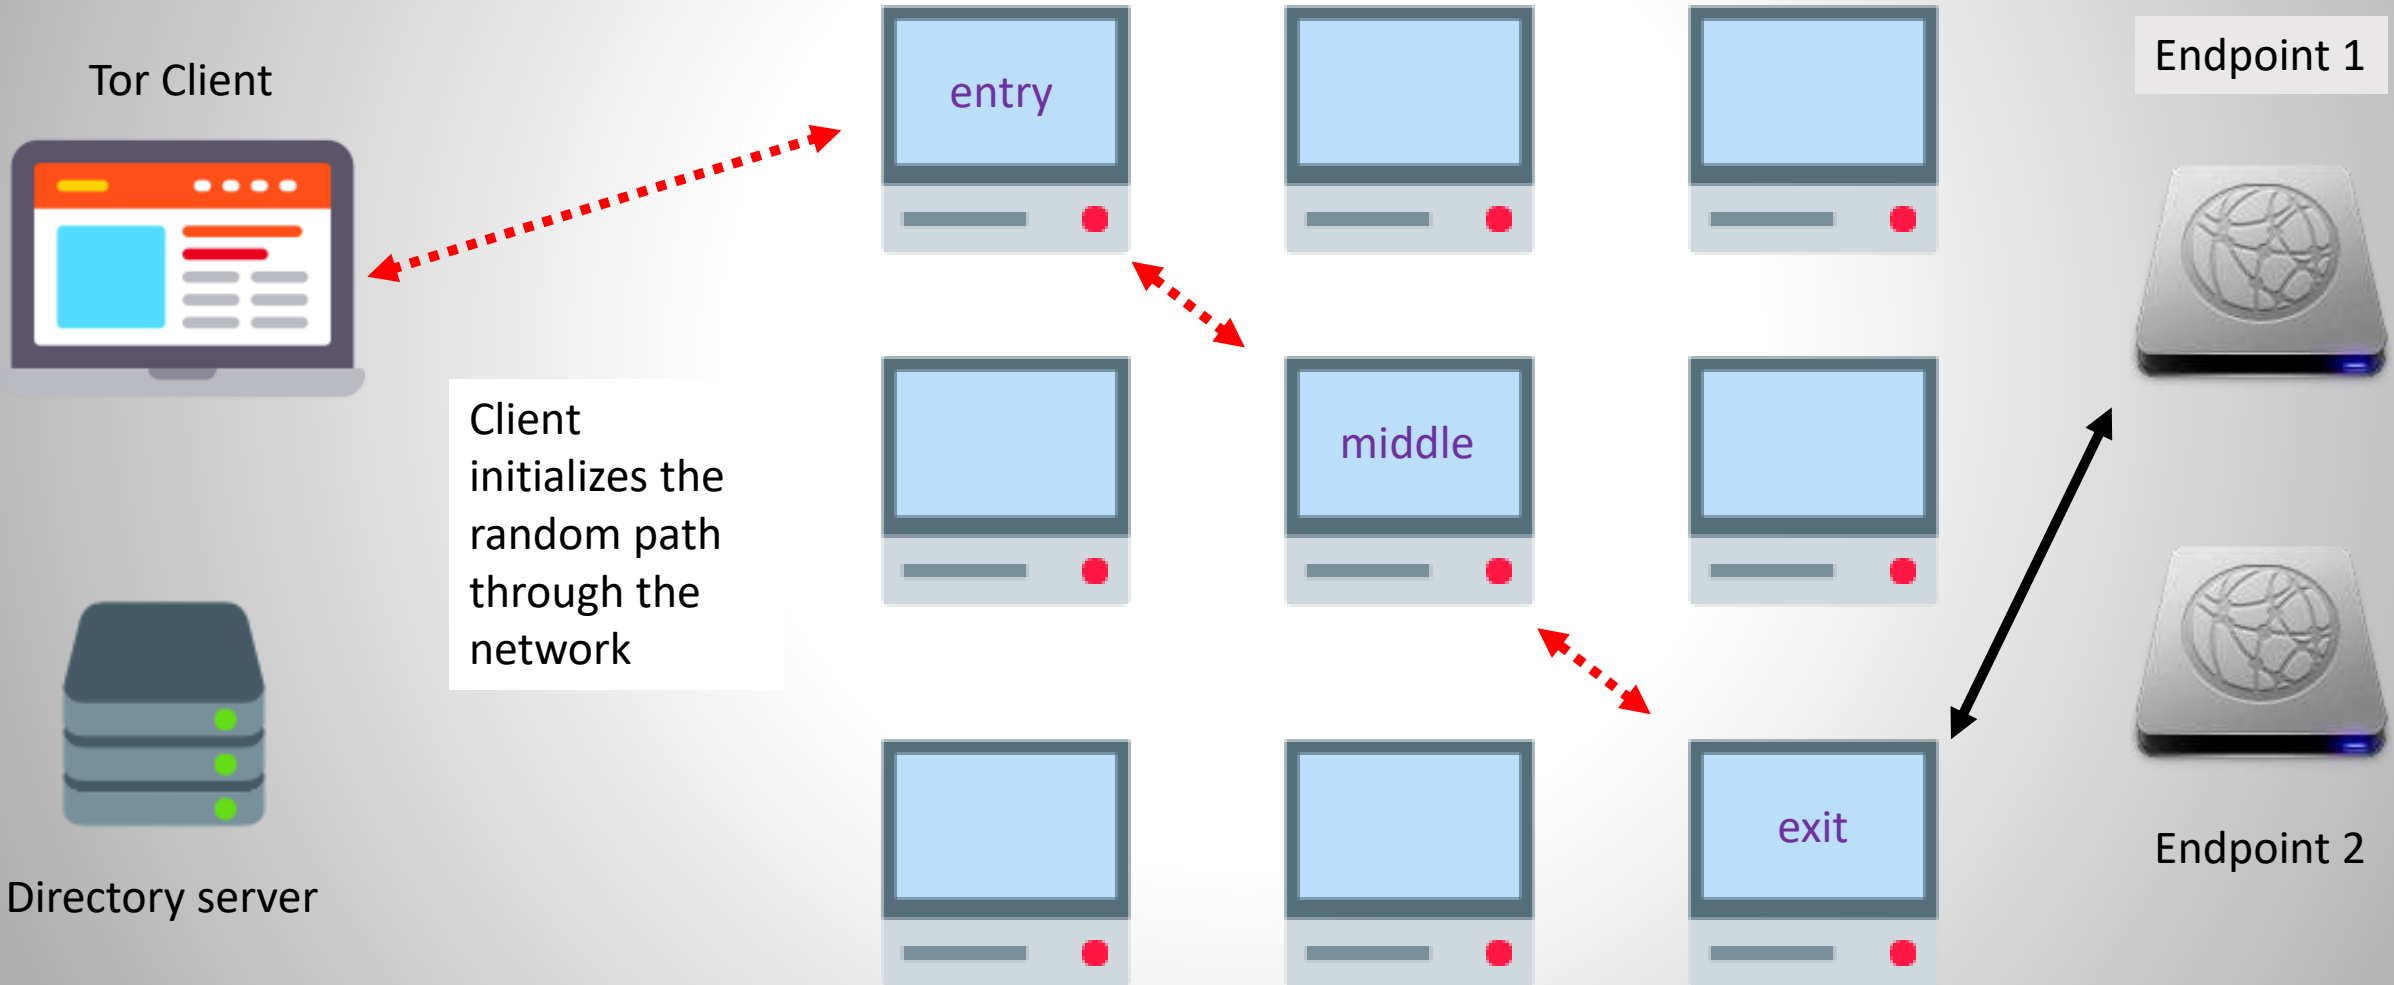 Tor Client
entry
Endpoint 1
Client
initializes the
random path
through the
network
middle
Directory server
exit
Endpoint 2